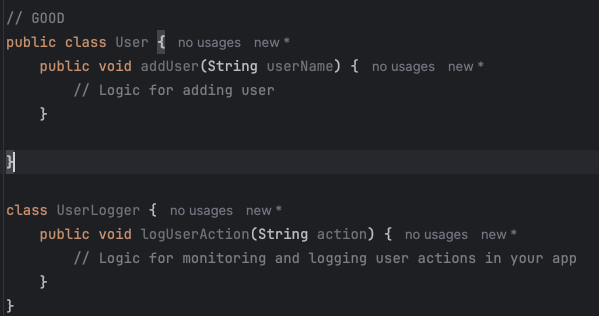 // GOOD
public class User { no usages new *
    public void addUser(String userName) { no usages new *
        // Logic for adding user
    }
}
class UserLogger { no usages new *
    public void logUserAction(String action) { no usages new *
        // Logic for monitoring and logging user actions in your app
    }
}